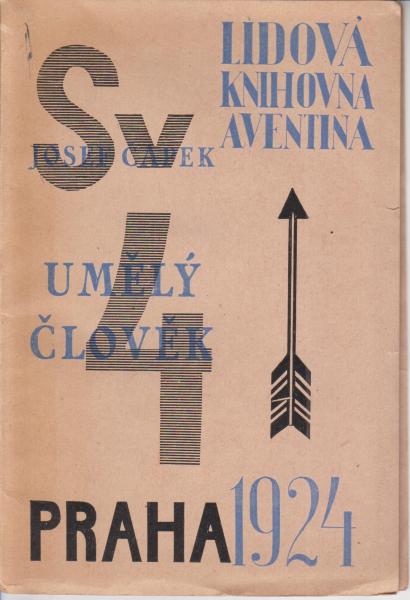 LIDOVÁ
KNIHOVNA
AVENTINA
Sv
JOSEF ČAPEK
4
UMĚLÝ
ČLOVĚK
PRAHA 1924